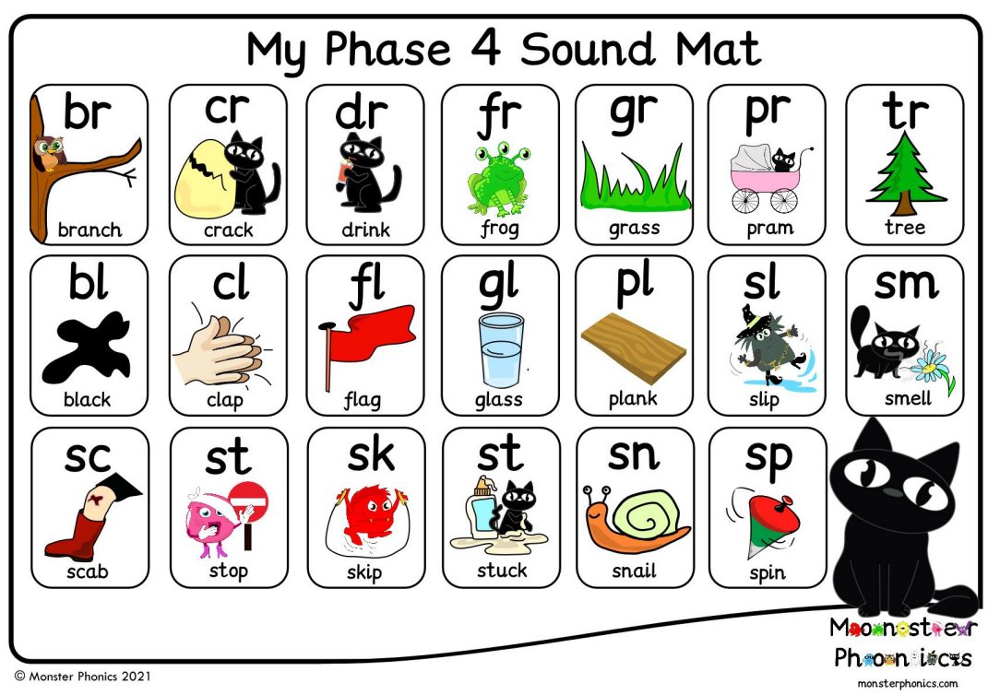 My Phase 4 Sound Mat
br cr dr fr gr pr tr
branch crack drink frog grass pram tree
bl cl fl gl pl sl sm
black clap flag glass plank slip smell
sc st sk st sn sp
scab stop skip stuck snail spin
Monster
Phonics
monsterphonics.com
© Monster Phonics 2021